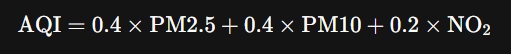 AQI = 0.4 × PM2.5 + 0.4 × PM10 + 0.2 × NO₂